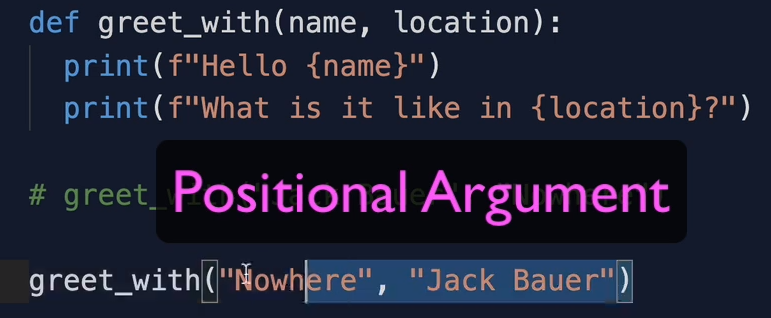 def greet_with(name, location):
print(f"Hello {name}")
print(f"What is it like in {location}?")
# greet_
Positional Argument
greet_with("Nowhere", "Jack Bauer")